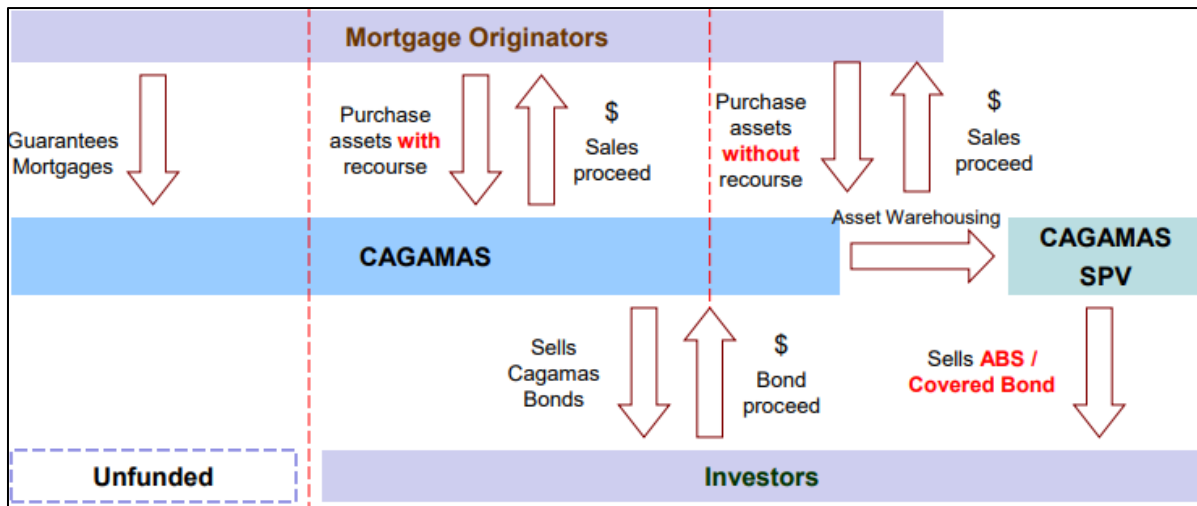 Mortgage Originators
Guarantees
Mortgages
Purchase
assets with
recourse
$
Sales
proceed
Purchase
assets
without
recourse
$
Sales
proceed
Asset Warehousing
CAGAMAS
CAGAMAS
SPV
Sells
Cagamas
Bonds
$
Bond
proceed
Sells ABS /
Covered Bond
Unfunded
Investors